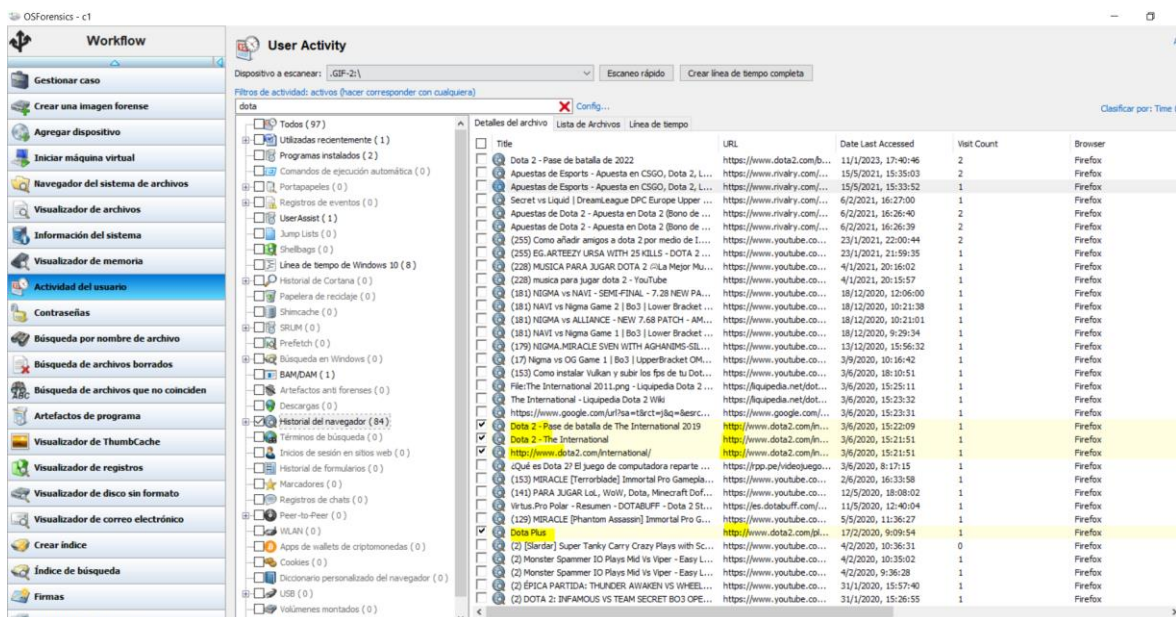 OSForensics - c1
Workflow
Gestionar caso
Crear una imagen forense
Agregar dispositivo
Iniciar máquina virtual
Navegador del sistema de archivos
Visualizador de archivos
Información del sistema
Visualizador de memoria
Actividad del usuario
Contraseñas
Búsqueda por nombre de archivo
Búsqueda de archivos borrados
Búsqueda de archivos que no coinciden
Artefactos de programa
Visualizador de ThumbCache
Visualizador de registros
Visualizador de disco sin formato
Visualizador de correo electrónico
Crear índice
Índice de búsqueda
Firmas
User Activity
Dispositivo a escanear: .GIF-2:\ Escaneo rápido Crear línea de tiempo completa
Filtros de actividad: activos (hacer corresponder con cualquiera)
dota Config... Clasificar por: Time
Todos (97)
Utilizadas recientemente (1)
Programas instalados (2)
Comandos de ejecución automática (0)
Portapapeles (0)
Registros de eventos (0)
UserAssist (1)
Jump Lists (0)
Shellbags (0)
Línea de tiempo de Windows 10 (8)
Historial de Cortana (0)
Papelera de reciclaje (0)
Shimcache (0)
SRUM (0)
Prefetch (0)
Búsqueda en Windows (0)
BAM/DAM (1)
Artefactos anti forenses (0)
Descargas (0)
Historial del navegador (84)
Términos de búsqueda (0)
Inicios de sesión en sitios web (0)
Historial de formularios (0)
Marcadores (0)
Registros de chats (0)
Peer-to-Peer (0)
WLAN (0)
Apps de wallets de criptomonedas (0)
Cookies (0)
Diccionario personalizado del navegador (0)
USB (0)
Volúmenes montados (0)
Detalles del archivo Lista de Archivos Línea de tiempo
Title URL Date Last Accessed Visit Count Browser
Dota 2 - Pase de batalla de 2022 https://www.dota2.com/b... 11/1/2023, 17:40:46 2 Firefox
Apuestas de Esports - Apuesta en CSGO, Dota 2, L... https://www.rivalry.com/... 15/5/2021, 15:35:03 2 Firefox
Apuestas de Esports - Apuesta en CSGO, Dota 2, L... https://www.rivalry.com/... 15/5/2021, 15:33:52 1 Firefox
Secret vs Liquid | DreamLeague DPC Europe Upper ... https://www.rivalry.com/... 6/2/2021, 16:27:00 1 Firefox
Apuestas de Dota 2 - Apuesta en Dota 2 (Bono de ... https://www.rivalry.com/... 6/2/2021, 16:26:40 2 Firefox
Apuestas de Dota 2 - Apuesta en Dota 2 (Bono de ... https://www.rivalry.com/... 6/2/2021, 16:26:39 2 Firefox
(255) Como añadir amigos a dota 2 por medio de I.... https://www.youtube.co... 23/1/2021, 22:00:44 2 Firefox
(255) EG.ARTEEZY URSA WITH 25 KILLS - DOTA 2 ... https://www.youtube.co... 23/1/2021, 21:59:35 1 Firefox
(228) MUSICA PARA JUGAR DOTA 2 La Mejor Mu... https://www.youtube.co... 4/1/2021, 20:16:02 1 Firefox
(228) musica para jugar dota 2 - YouTube https://www.youtube.co... 4/1/2021, 20:15:57 1 Firefox
(181) NIGMA vs NAVI - SEMI-FINAL - 7.28 NEW PA... https://www.youtube.co... 18/12/2020, 12:06:00 1 Firefox
(181) NAVI vs Nigma Game 2 | Bo3 | Lower Bracket ... https://www.youtube.co... 18/12/2020, 10:21:38 1 Firefox
(181) NIGMA vs ALLIANCE - NEW 7.68 PATCH - AM... https://www.youtube.co... 18/12/2020, 10:21:01 1 Firefox
(181) NAVI vs Nigma Game 1 | Bo3 | Lower Bracket ... https://www.youtube.co... 18/12/2020, 9:29:34 1 Firefox
(179) NIGMA.MIRACLE SVEN WITH AGHANIMS-SIL... https://www.youtube.co... 13/12/2020, 15:56:32 1 Firefox
(17) Nigma vs OG Game 1 | Bo3 | UpperBracket OM... https://www.youtube.co... 3/9/2020, 10:16:42 1 Firefox
(153) Como instalar Vulkan y subir los fps de tu Dot... https://www.youtube.co... 3/6/2020, 18:10:51 1 Firefox
File:The International 2011.png - Liquipedia Dota 2 ... https://liquipedia.net/dot... 3/6/2020, 15:25:11 1 Firefox
The International - Liquipedia Dota 2 Wiki https://liquipedia.net/dot... 3/6/2020, 15:23:32 1 Firefox
https://www.google.com/url?sa=t&rct=j&q=&esrc... https://www.google.com/... 3/6/2020, 15:23:31 1 Firefox
Dota 2 - Pase de batalla de The International 2019 http://www.dota2.com/in... 3/6/2020, 15:22:09 1 Firefox
Dota 2 - The International http://www.dota2.com/in... 3/6/2020, 15:21:51 1 Firefox
http://www.dota2.com/international/ http://www.dota2.com/in... 3/6/2020, 15:21:51 1 Firefox
¿Qué es Dota 2? El juego de computadora reparte ... https://rpp.pe/videojuego... 3/6/2020, 8:17:15 1 Firefox
(153) MIRACLE [Terrorblade] Immortal Pro Gamepla... https://www.youtube.co... 2/6/2020, 16:33:58 1 Firefox
(141) PARA JUGAR LoL, WoW, Dota, Minecraft Dof... https://www.youtube.co... 12/5/2020, 18:08:02 1 Firefox
Virtus.Pro Polar - Resumen - DOTABUFF - Dota 2 St... https://es.dotabuff.com/... 11/5/2020, 12:40:04 1 Firefox
(129) MIRACLE [Phantom Assassin] Immortal Pro G... https://www.youtube.co... 5/5/2020, 11:36:27 1 Firefox
Dota Plus http://www.dota2.com/pl... 17/2/2020, 9:09:54 1 Firefox
(2) [Slardar] Super Tanky Carry Crazy Plays with Sc... https://www.youtube.co... 4/2/2020, 10:36:31 0 Firefox
(2) Monster Spammer IO Plays Mid Vs Viper - Easy L... https://www.youtube.co... 4/2/2020, 10:35:02 1 Firefox
(2) Monster Spammer IO Plays Mid Vs Viper - Easy L... https://www.youtube.co... 4/2/2020, 9:36:28 1 Firefox
(2) ÉPICA PARTIDA: THUNDER AWAKEN VS WHEEL... https://www.youtube.co... 31/1/2020, 15:57:40 1 Firefox
(2) DOTA 2: INFAMOUS VS TEAM SECRET BO3 OPE... https://www.youtube.co... 31/1/2020, 15:26:55 1 Firefox